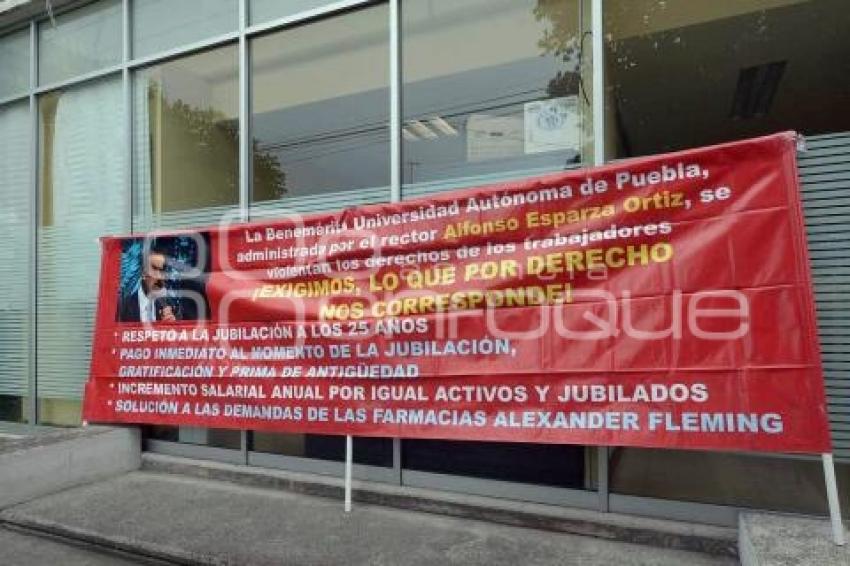 La Benemérita Universidad Autónoma de Puebla,
administrada por el rector Alfonso Esparza Ortiz, se
violentan los derechos de los trabajadores
¡EXIGIMOS, LO QUE POR DERECHO
NOS CORRESPONDE!
* RESPETO A LA JUBILACIÓN A LOS 25 AÑOS
* PAGO INMEDIATO AL MOMENTO DE LA JUBILACIÓN,
GRATIFICACIÓN Y PRIMA DE ANTIGÜEDAD
* INCREMENTO SALARIAL ANUAL POR IGUAL ACTIVOS Y JUBILADOS
* SOLUCIÓN A LAS DEMANDAS DE LAS FARMACIAS ALEXANDER FLEMING
enfoque